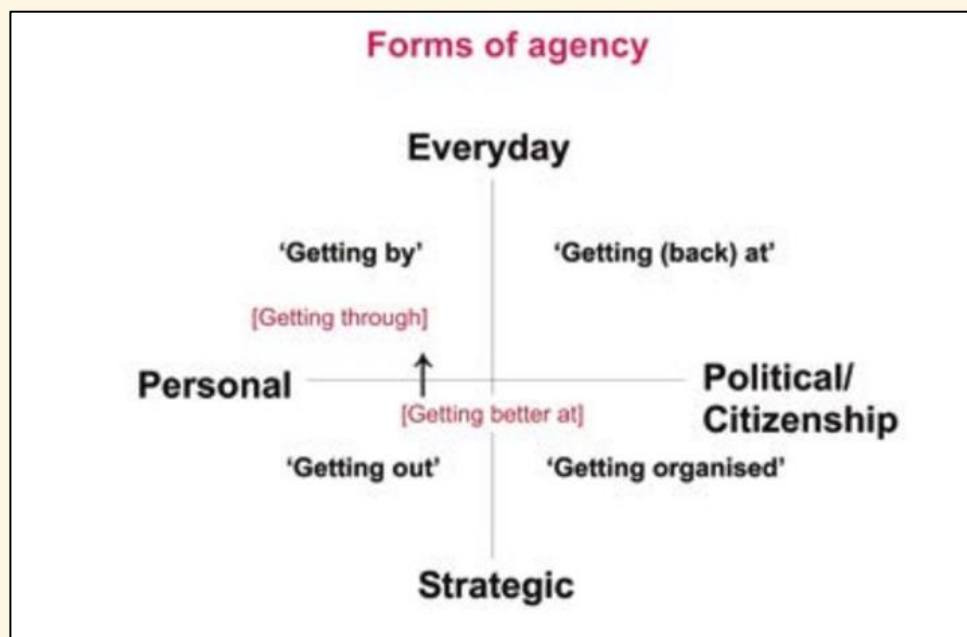 Forms of agency
Everyday
‘Getting by’
‘Getting (back) at’
[Getting through]
Personal
Political/
Citizenship
[Getting better at]
‘Getting out’
‘Getting organised’
Strategic